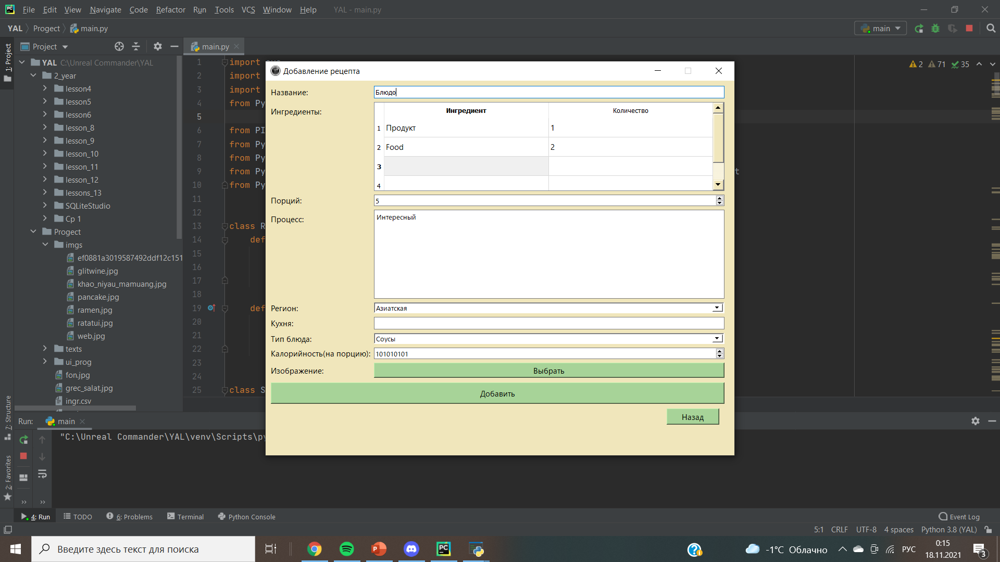 File Edit View Navigate Code Refactor Run Tools VCS Window Help YAL - main.py
YAL Progect main.py
main
Project
main.py
1: Project
YAL C:\Unreal Commander\YAL
2_year
lesson4
lesson5
lesson6
lesson_8
lesson_9
lesson_10
lesson_11
lesson_12
lessons_13
SQLiteStudio
Ср 1
Progect
imgs
ef0881a3019587492ddf12c151
glitwine.jpg
khao_niyau_mamuang.jpg
pancake.jpg
ramen.jpg
ratatui.jpg
web.jpg
texts
ui_prog
fon.jpg
grec_salat.jpg
ingr.csv
2 71 35
1 import
2 import
3 import
4 from Py
5
6 from PI
7 from Py
8 from Py
9 from Py t
10 from Py
11
12
13 class R
14 def
15
16
17
18
19 def
20
21
22
23
24
25 class S
Добавление рецепта
Название: Блюдо
Ингредиенты:
Ингредиент Количество
1 Продукт 1
2 Food 2
3
4
Порций: 5
Процесс: Интересный
Регион: Азиатская
Кухня:
Тип блюда: Соусы
Калорийность(на порцию): 101010101
Изображение: Выбрать
Добавить
Назад
7: Structure
2: Favorites
Run: main
"C:\Unreal Commander\YAL\venv\Scripts\py
4: Run TODO 6: Problems Terminal Python Console Event Log
5:1 CRLF UTF-8 4 spaces Python 3.8 (YAL)
Введите здесь текст для поиска
-1°C Облачно
РУС
0:15
18.11.2021
3